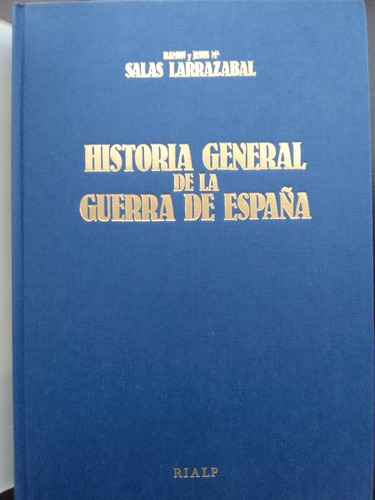 RAMON y JESUS Mª
SALAS LARRAZABAL
HISTORIA GENERAL
DE LA
GUERRA DE ESPAÑA
RIALP